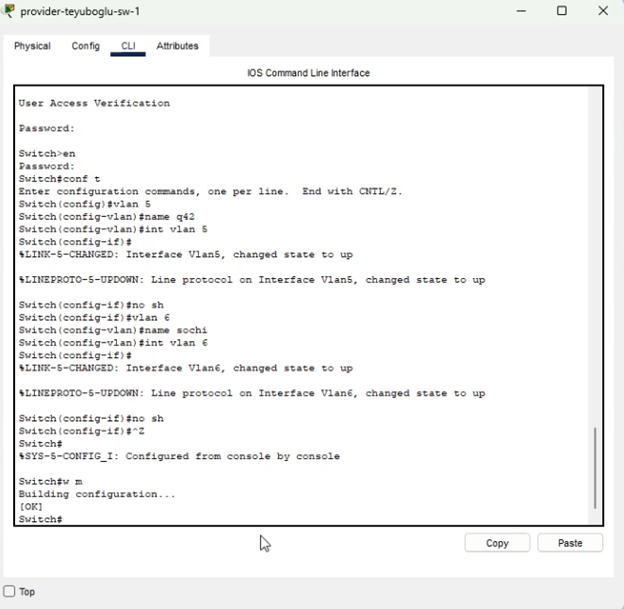 provider-teyuboglu-sw-1
Physical Config CLI Attributes
IOS Command Line Interface
User Access Verification
Password:
Switch>en
Password:
Switch#conf t
Enter configuration commands, one per line.  End with CNTL/Z.
Switch(config)#vlan 5
Switch(config-vlan)#name q42
Switch(config-vlan)#int vlan 5
Switch(config-if)#
%LINK-5-CHANGED: Interface Vlan5, changed state to up
%LINEPROTO-5-UPDOWN: Line protocol on Interface Vlan5, changed state to up
Switch(config-if)#no sh
Switch(config-if)#vlan 6
Switch(config-vlan)#name sochi
Switch(config-vlan)#int vlan 6
Switch(config-if)#
%LINK-5-CHANGED: Interface Vlan6, changed state to up
%LINEPROTO-5-UPDOWN: Line protocol on Interface Vlan6, changed state to up
Switch(config-if)#no sh
Switch(config-if)#^Z
Switch#
%SYS-5-CONFIG_I: Configured from console by console
Switch#w m
Building configuration...
[OK]
Switch#
Copy Paste
Top